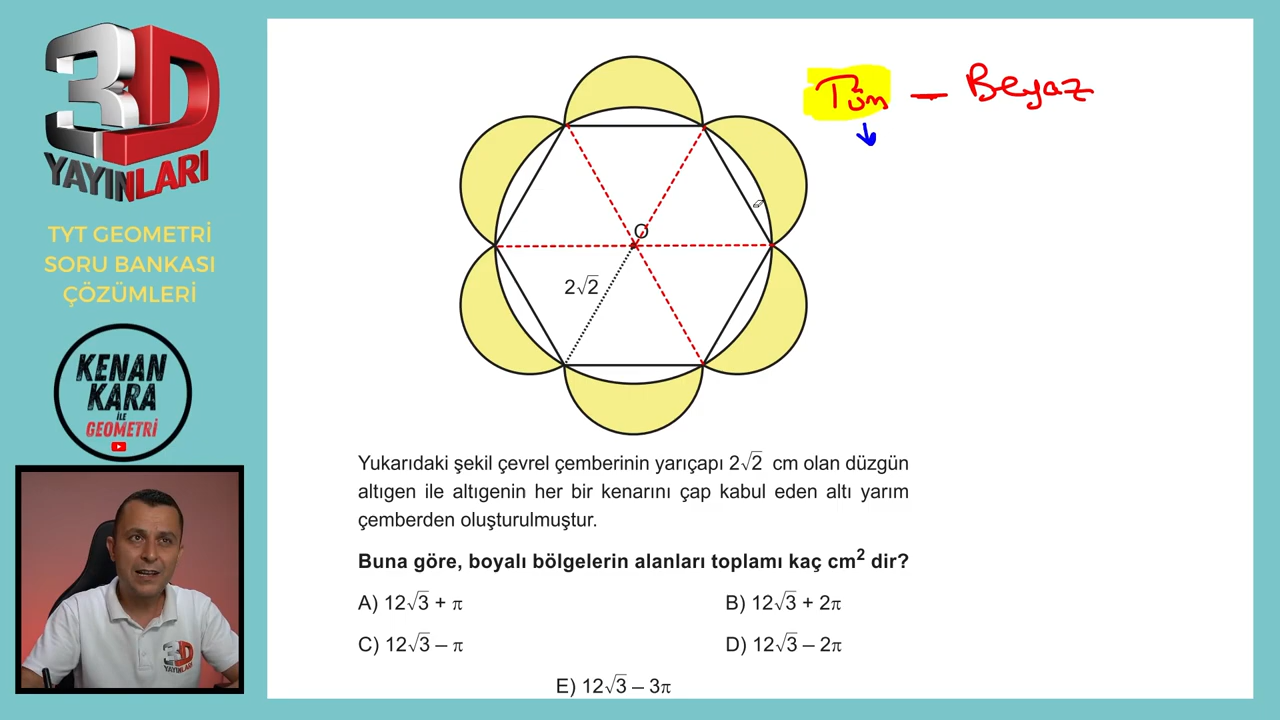 3D
YAYINLARI
TYT GEOMETRİ
SORU BANKASI
ÇÖZÜMLERİ
KENAN
KARA
İLE
GEOMETRİ
3D
YAYINLARI
Tüm – Beyaz
O
2√2
Yukarıdaki şekil çevrel çemberinin yarıçapı 2√2 cm olan düzgün
altıgen ile altıgenin her bir kenarını çap kabul eden altı yarım
çemberden oluşturulmuştur.
Buna göre, boyalı bölgelerin alanları toplamı kaç cm² dir?
A) 12√3 + π
B) 12√3 + 2π
C) 12√3 – π
D) 12√3 – 2π
E) 12√3 – 3π